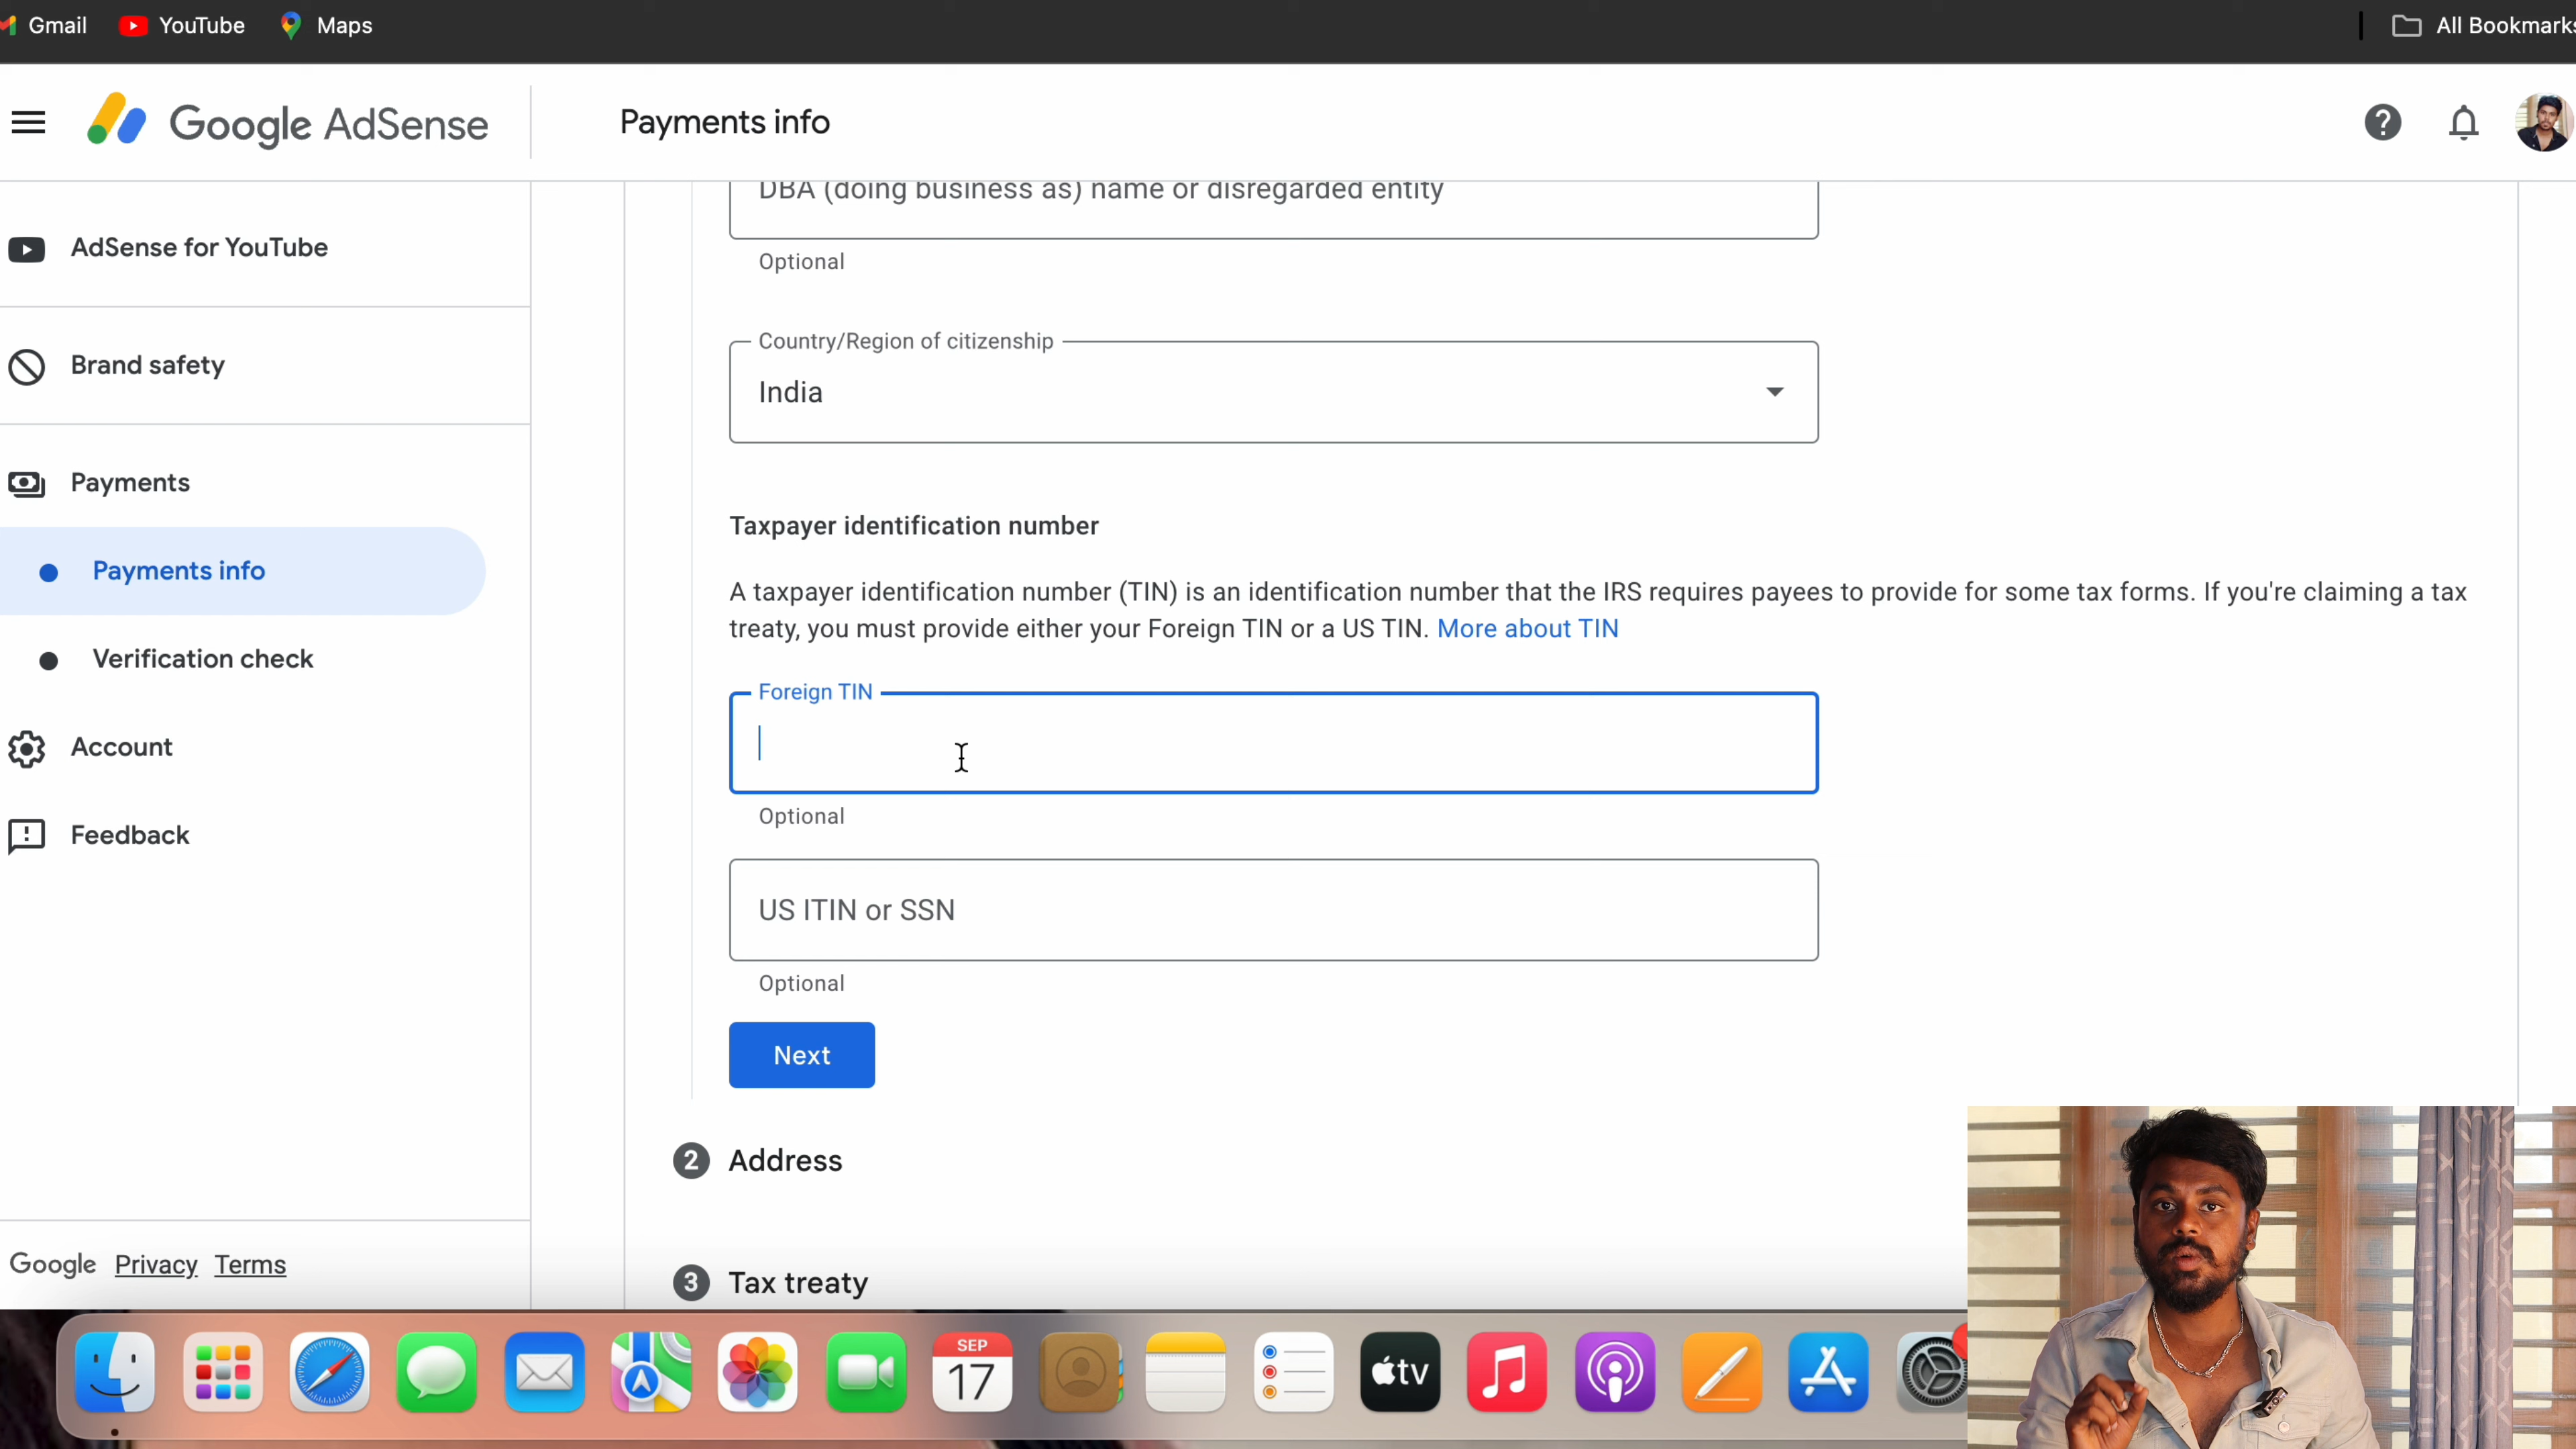 Gmail
YouTube
Maps
All Bookmarks
Google AdSense
Payments info
AdSense for YouTube
Brand safety
Payments
Payments info
Verification check
Account
Feedback
Google Privacy Terms
DBA (doing business as) name or disregarded entity
Optional
Country/Region of citizenship
India
Taxpayer identification number
A taxpayer identification number (TIN) is an identification number that the IRS requires payees to provide for some tax forms. If you're claiming a tax
treaty, you must provide either your Foreign TIN or a US TIN. More about TIN
Foreign TIN
Optional
US ITIN or SSN
Optional
Next
2 Address
3 Tax treaty
SEP
17
tv